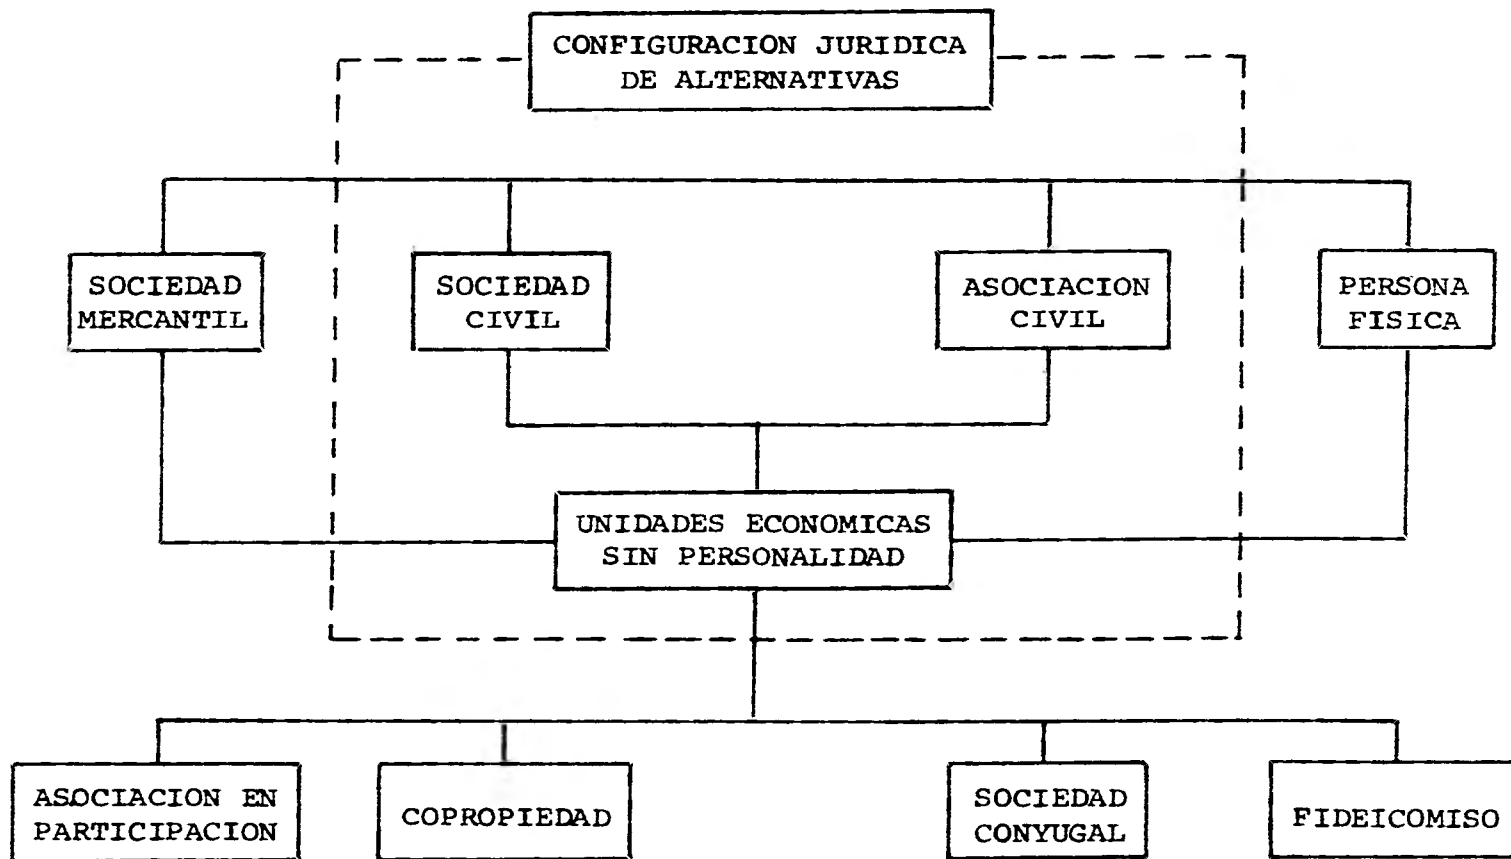 CONFIGURACION JURIDICA
DE ALTERNATIVAS
SOCIEDAD
MERCANTIL
SOCIEDAD
CIVIL
ASOCIACION
CIVIL
PERSONA
FISICA
UNIDADES ECONOMICAS
SIN PERSONALIDAD
ASOCIACION EN
PARTICIPACION
COPROPIEDAD
SOCIEDAD
CONYUGAL
FIDEICOMISO